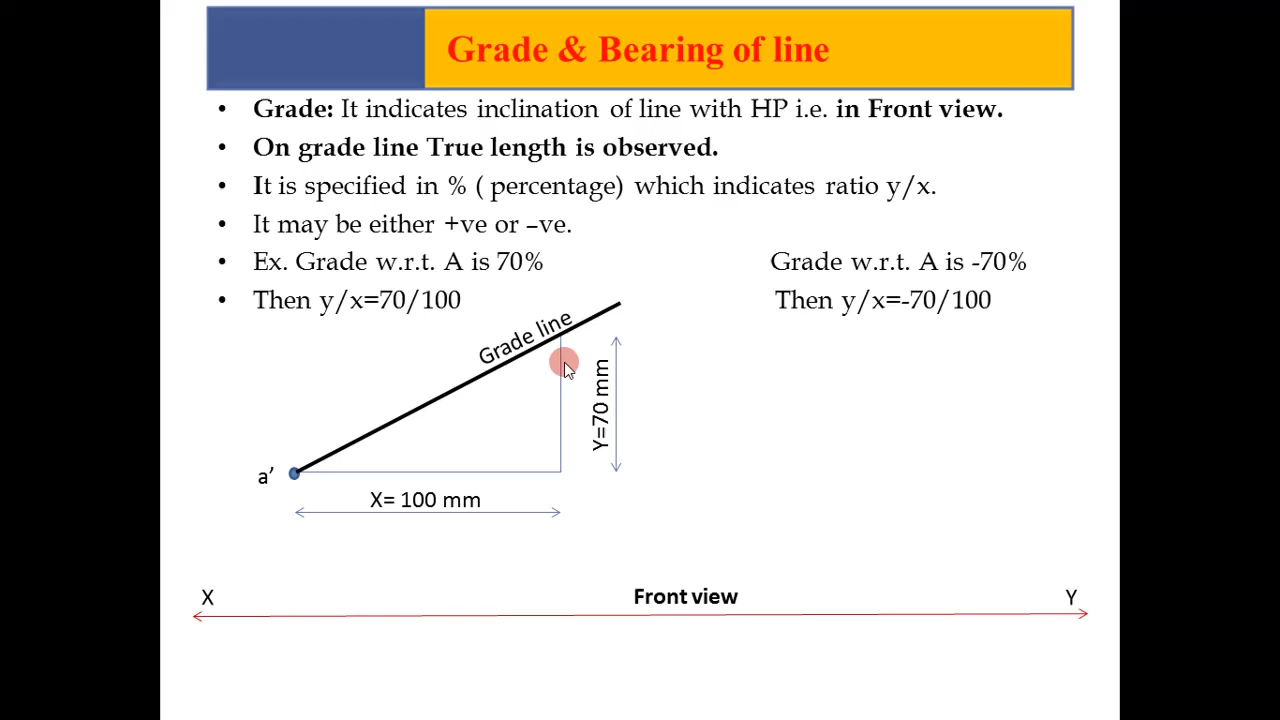 Grade & Bearing of line
• Grade: It indicates inclination of line with HP i.e. in Front view.
• On grade line True length is observed.
• It is specified in % ( percentage) which indicates ratio y/x.
• It may be either +ve or –ve.
• Ex. Grade w.r.t. A is 70% Grade w.r.t. A is -70%
• Then y/x=70/100 Then y/x=-70/100
Grade line
Y=70 mm
a’
X= 100 mm
X Front view Y